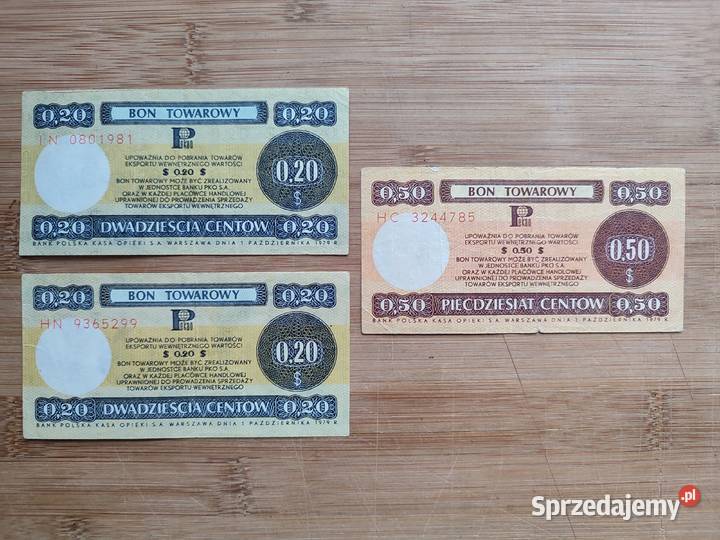 0,20 BON TOWAROWY 0,20
IN 0801981
Pekao
UPOWAŻNIA DO POBRANIA TOWARÓW
EKSPORTU WEWNĘTRZNEGO WARTOŚCI
$ 0.20 $
BON TOWAROWY MOŻE BYĆ ZREALIZOWANY
W JEDNOSTCE BANKU PKO S.A.
ORAZ W KAŻDEJ PLACÓWCE HANDLOWEJ
UPRAWNIONEJ DO PROWADZENIA SPRZEDAŻY
TOWARÓW EKSPORTU WEWNĘTRZNEGO
0.20
$
0,20 DWADZIEŚCIA CENTÓW 0,20
BANK POLSKA KASA OPIEKI S.A. WARSZAWA DNIA 1 PAŹDZIERNIKA 1979 R.
0,20 BON TOWAROWY 0,20
HN 9365299
Pekao
UPOWAŻNIA DO POBRANIA TOWARÓW
EKSPORTU WEWNĘTRZNEGO WARTOŚCI
$ 0.20 $
BON TOWAROWY MOŻE BYĆ ZREALIZOWANY
W JEDNOSTCE BANKU PKO S.A.
ORAZ W KAŻDEJ PLACÓWCE HANDLOWEJ
UPRAWNIONEJ DO PROWADZENIA SPRZEDAŻY
TOWARÓW EKSPORTU WEWNĘTRZNEGO
0.20
$
0,20 DWADZIEŚCIA CENTÓW 0,20
BANK POLSKA KASA OPIEKI S.A. WARSZAWA DNIA 1 PAŹDZIERNIKA 1979 R.
0,50 BON TOWAROWY 0,50
HC 3244785
Pekao
UPOWAŻNIA DO POBRANIA TOWARÓW
EKSPORTU WEWNĘTRZNEGO WARTOŚCI
$ 0.50 $
BON TOWAROWY MOŻE BYĆ ZREALIZOWANY
W JEDNOSTCE BANKU PKO S.A.
ORAZ W KAŻDEJ PLACÓWCE HANDLOWEJ
UPRAWNIONEJ DO PROWADZENIA SPRZEDAŻY
TOWARÓW EKSPORTU WEWNĘTRZNEGO
0.50
$
0,50 PIĘĆDZIESIĄT CENTÓW 0,50
BANK POLSKA KASA OPIEKI S.A. WARSZAWA DNIA 1 PAŹDZIERNIKA 1979 R.
Sprzedajemy.pl